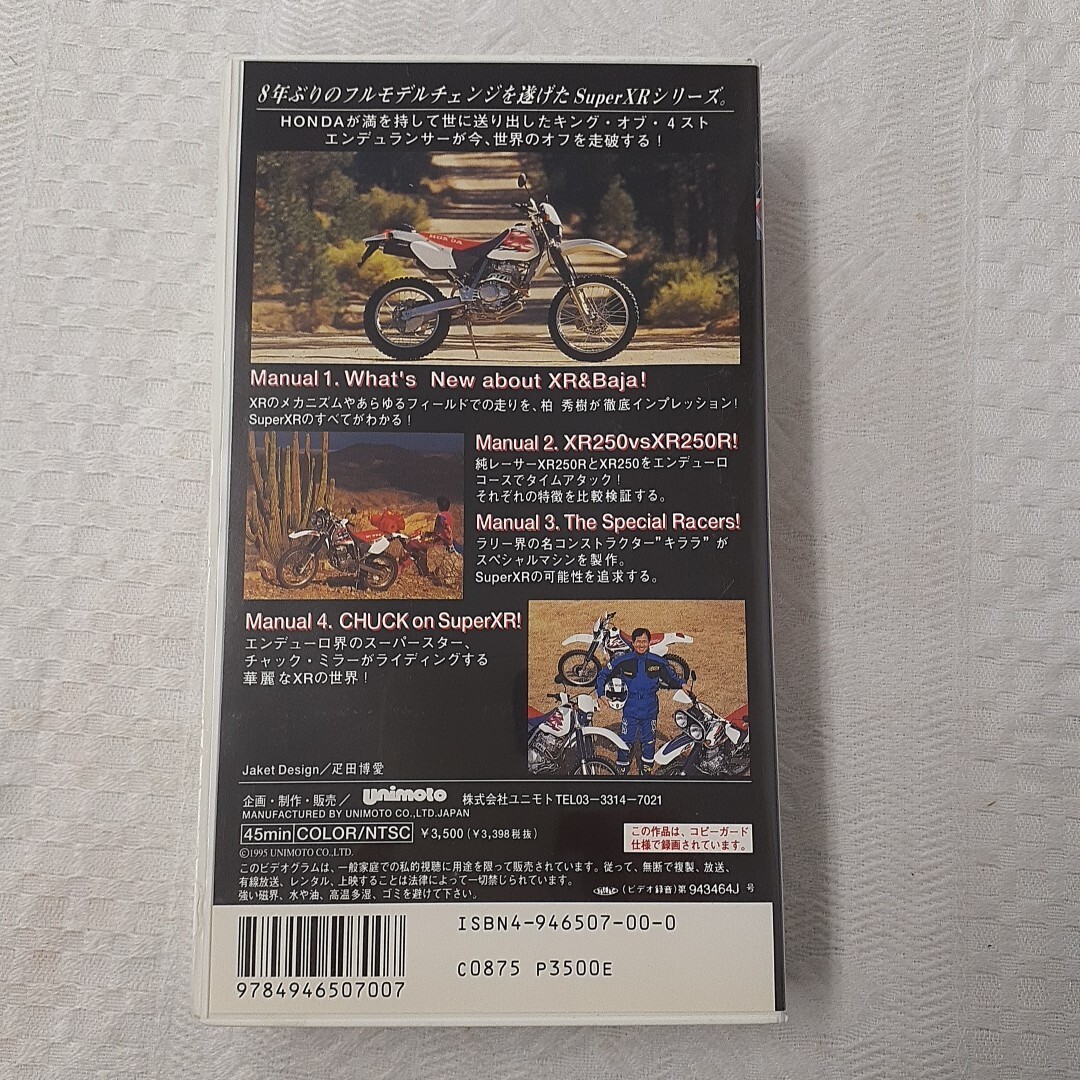 8年ぶりのフルモデルチェンジを遂げたSuperXRシリーズ。
HONDAが満を持して世に送り出したキング・オブ・4スト
エンデュランサーが今、世界のオフを走破する!
HONDA
Manual 1. What's New about XR&Baja!
XRのメカニズムやあらゆるフィールドでの走りを、柏 秀樹が徹底インプレッション!
SuperXRのすべてがわかる!
Manual 2. XR250vsXR250R!
純レーサーXR250RとXR250をエンデューロ
コースでタイムアタック!
それぞれの特徴を比較検証する。
Manual 3. The Special Racers!
ラリー界の名コンストラクター"キララ"が
スペシャルマシンを製作。
SuperXRの可能性を追求する。
Manual 4. CHUCK on SuperXR!
エンデューロ界のスーパースター、
チャック・ミラーがライディングする
華麗なXRの世界!
Jaket Design/疋田博愛
企画・制作・販売/ unimoto 株式会社ユニモトTEL03-3314-7021
MANUFACTURED BY UNIMOTO CO.,LTD.JAPAN
45min COLOR/NTSC ¥3,500(¥3,398税抜)
この作品は、コピーガード
仕様で録画されています。
©1995 UNIMOTO CO.,LTD.
このビデオグラムは、一般家庭での私的視聴に用途を限って販売されています。従って、無断で複製、放送、
有線放送、レンタル、上映することは法律によって一切禁じられています。
強い磁界、水や油、高温多湿、ゴミを避けて下さい。
(ビデオ録音)第943464J号
ISBN4-946507-00-0
C0875 P3500E
9784946507007